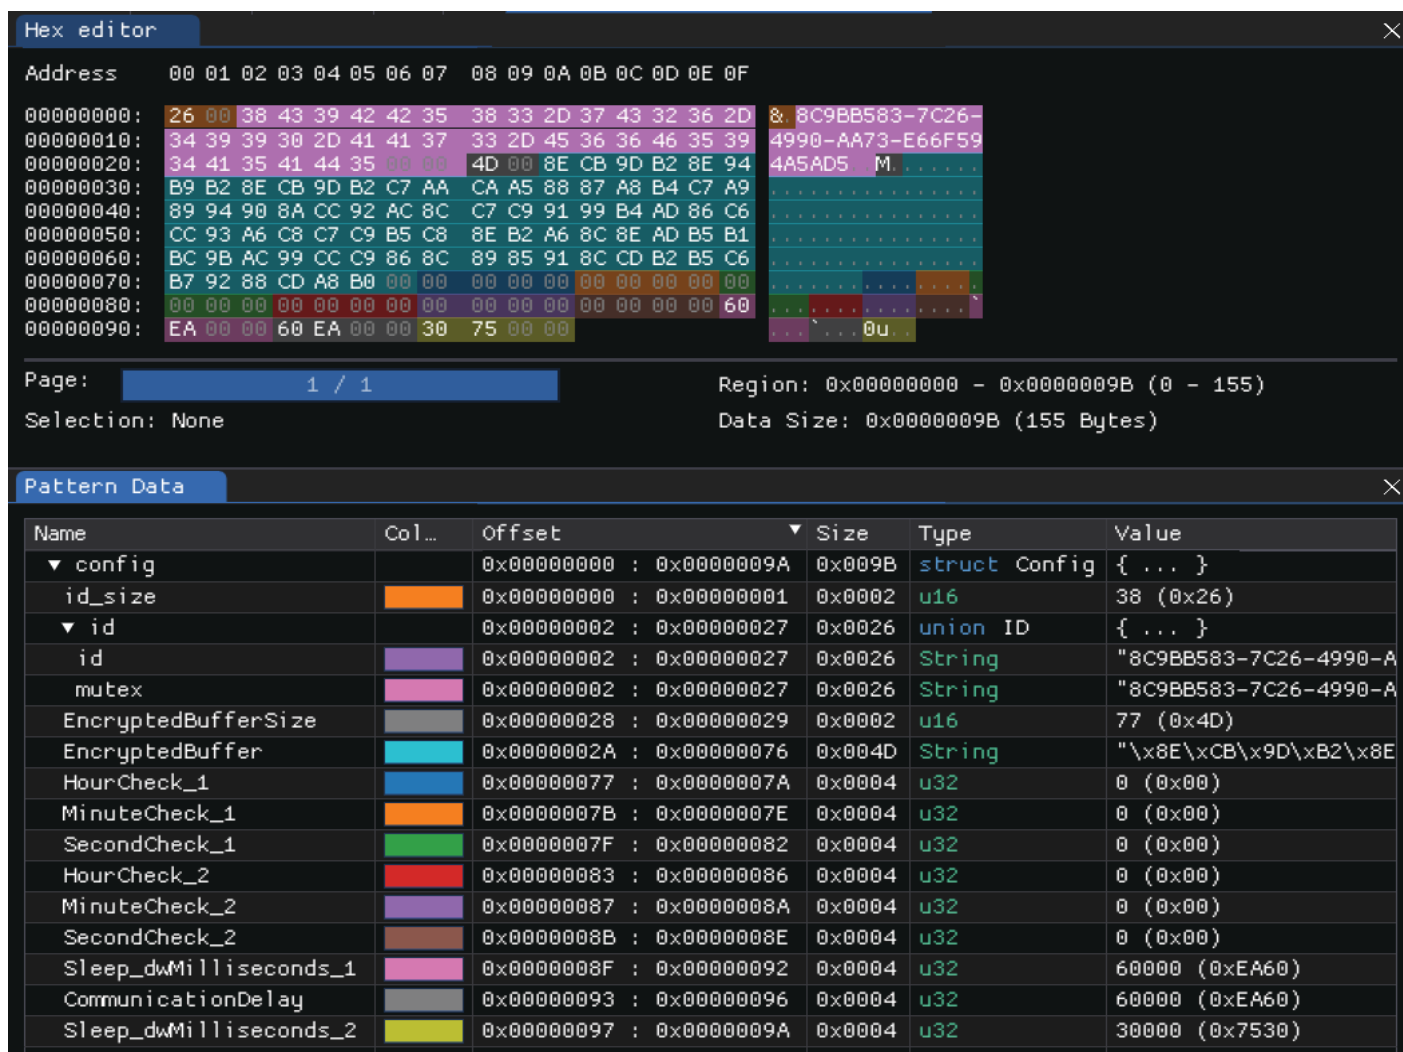 Hex editor
Address 00 01 02 03 04 05 06 07 08 09 0A 0B 0C 0D 0E 0F
00000000: 26 00 38 43 39 42 42 35 38 33 2D 37 43 32 36 2D &.8C9BB583-7C26-
00000010: 34 39 39 30 2D 41 41 37 33 2D 45 36 36 46 35 39 4990-AA73-E66F59
00000020: 34 41 35 41 44 35 00 00 4D 00 8E CB 9D B2 8E 94 4A5AD5..M.......
00000030: B9 B2 8E CB 9D B2 C7 AA CA A5 88 87 A8 B4 C7 A9 ................
00000040: 89 94 90 8A CC 92 AC 8C C7 C9 91 99 B4 AD 86 C6 ................
00000050: CC 93 A6 C8 C7 C9 B5 C8 8E B2 A6 8C 8E AD B5 B1 ................
00000060: BC 9B AC 99 CC C9 86 8C 89 85 91 8C CD B2 B5 C6 ................
00000070: B7 92 88 CD A8 B0 00 00 00 00 00 00 00 00 00 00 ................
00000080: 00 00 00 00 00 00 00 00 00 00 00 00 00 00 00 60 ...............`
00000090: EA 00 00 60 EA 00 00 30 75 00 00 ...`...0u..
Page: 1 / 1 Region: 0x00000000 - 0x0000009B (0 - 155)
Selection: None Data Size: 0x0000009B (155 Bytes)
Pattern Data
Name Col… Offset ▼ Size Type Value
▼ config 0x00000000 : 0x0000009A 0x009B struct Config { ... }
id_size 0x00000000 : 0x00000001 0x0002 u16 38 (0x26)
▼ id 0x00000002 : 0x00000027 0x0026 union ID { ... }
id 0x00000002 : 0x00000027 0x0026 String "8C9BB583-7C26-4990-A
mutex 0x00000002 : 0x00000027 0x0026 String "8C9BB583-7C26-4990-A
EncryptedBufferSize 0x00000028 : 0x00000029 0x0002 u16 77 (0x4D)
EncryptedBuffer 0x0000002A : 0x00000076 0x004D String "\x8E\xCB\x9D\xB2\x8E
HourCheck_1 0x00000077 : 0x0000007A 0x0004 u32 0 (0x00)
MinuteCheck_1 0x0000007B : 0x0000007E 0x0004 u32 0 (0x00)
SecondCheck_1 0x0000007F : 0x00000082 0x0004 u32 0 (0x00)
HourCheck_2 0x00000083 : 0x00000086 0x0004 u32 0 (0x00)
MinuteCheck_2 0x00000087 : 0x0000008A 0x0004 u32 0 (0x00)
SecondCheck_2 0x0000008B : 0x0000008E 0x0004 u32 0 (0x00)
Sleep_dwMilliseconds_1 0x0000008F : 0x00000092 0x0004 u32 60000 (0xEA60)
CommunicationDelay 0x00000093 : 0x00000096 0x0004 u32 60000 (0xEA60)
Sleep_dwMilliseconds_2 0x00000097 : 0x0000009A 0x0004 u32 30000 (0x7530)